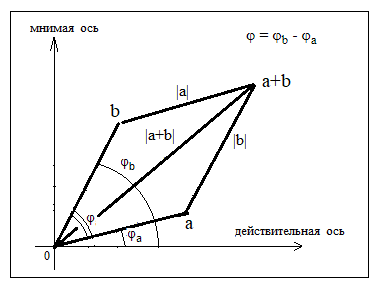 мнимая ось
φ = φb - φa
|a|
a+b
b
|a+b|
|b|
φb
φ
a
φa
действительная ось
0